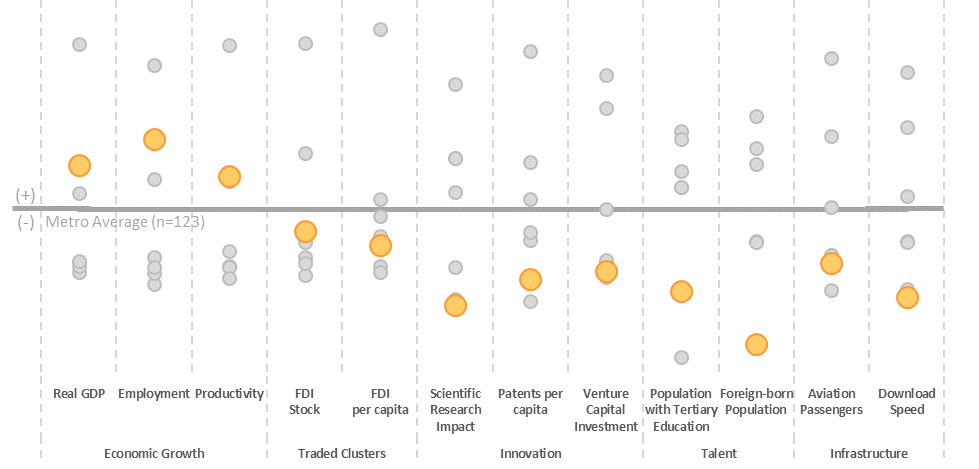 (+)
(-) Metro Average (n=123)
Real GDP
Employment
Productivity
FDI
Stock
FDI
per capita
Scientific
Research
Impact
Patents per
capita
Venture
Capital
Investment
Population
with Tertiary
Education
Foreign-born
Population
Aviation
Passengers
Download
Speed
Economic Growth
Traded Clusters
Innovation
Talent
Infrastructure